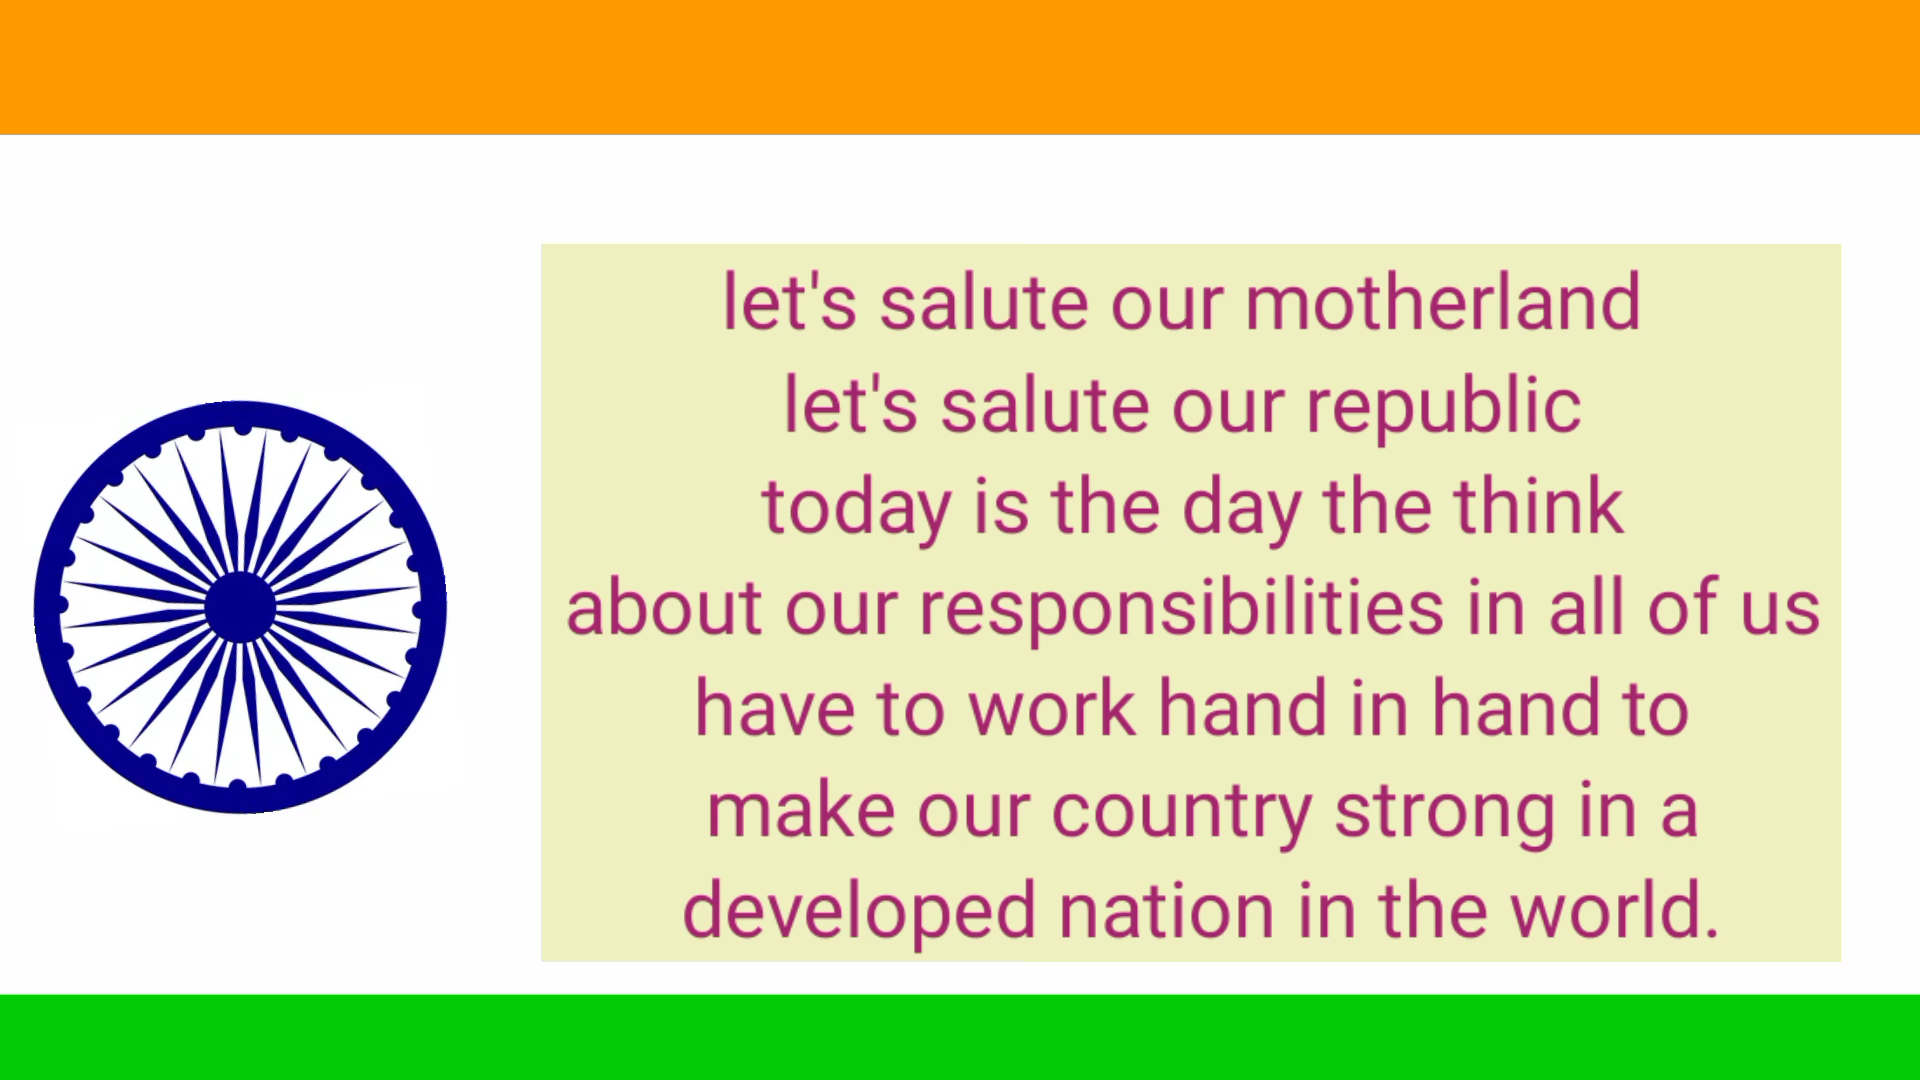 let's salute our motherland
let's salute our republic
today is the day the think
about our responsibilities in all of us
have to work hand in hand to
make our country strong in a
developed nation in the world.